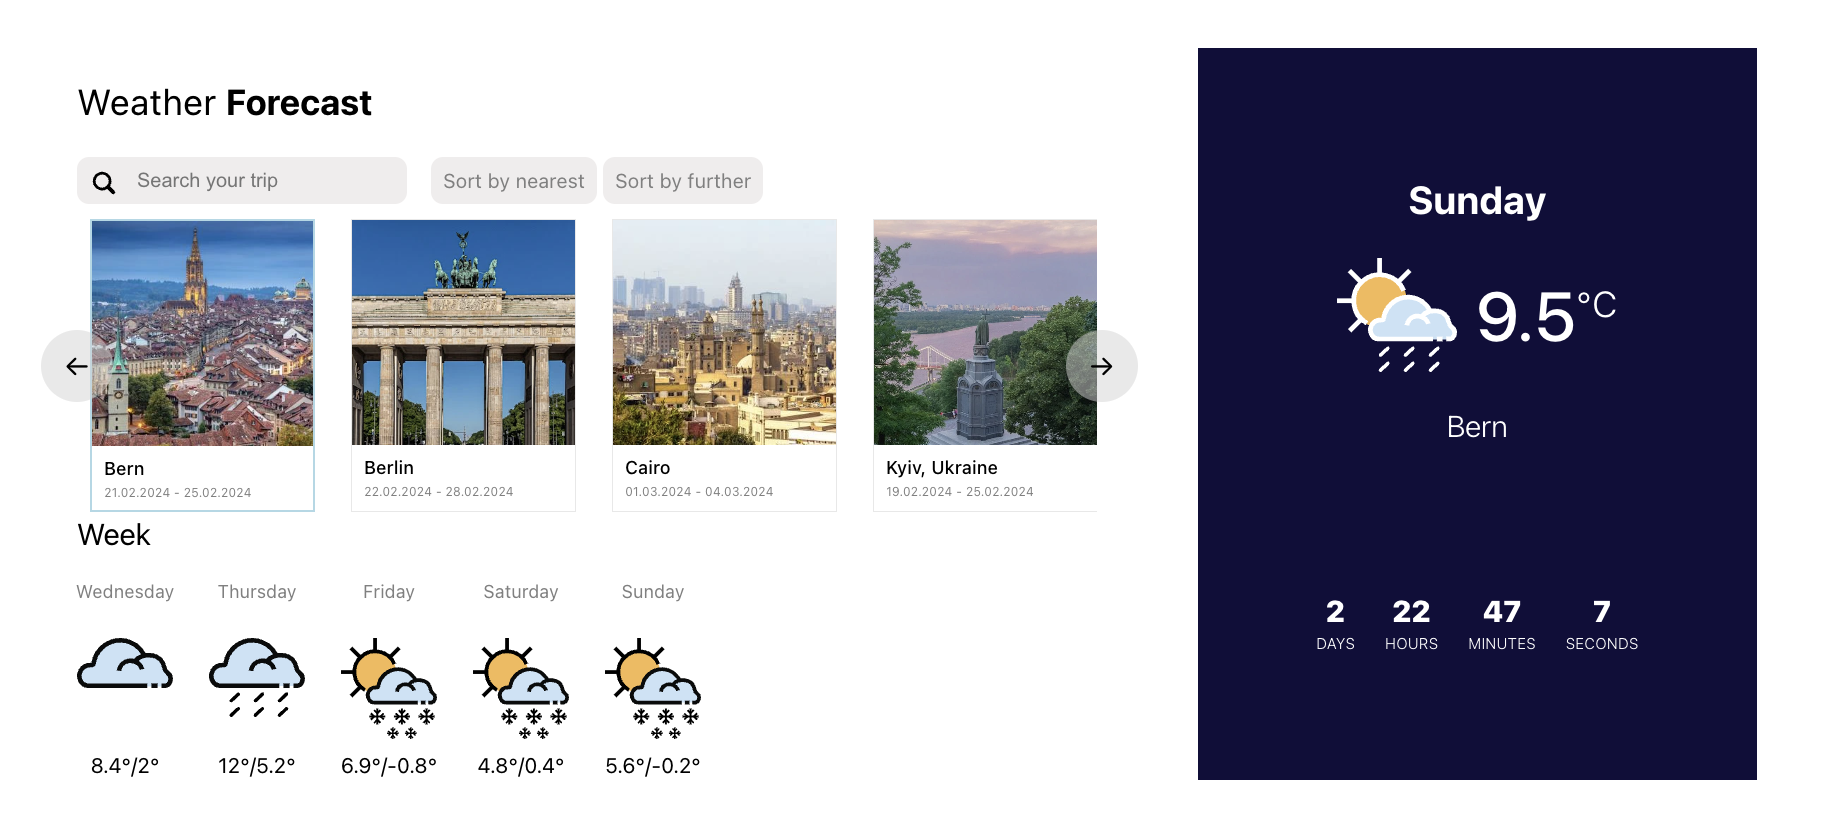 Weather Forecast
Search your trip
Sort by nearest
Sort by further
Bern
21.02.2024 - 25.02.2024
Berlin
22.02.2024 - 28.02.2024
Cairo
01.03.2024 - 04.03.2024
Kyiv, Ukraine
19.02.2024 - 25.02.2024
Week
Wednesday
Thursday
Friday
Saturday
Sunday
8.4°/2°
12°/5.2°
6.9°/-0.8°
4.8°/0.4°
5.6°/-0.2°
Sunday
9.5°C
Bern
2 22 47 7
DAYS HOURS MINUTES SECONDS